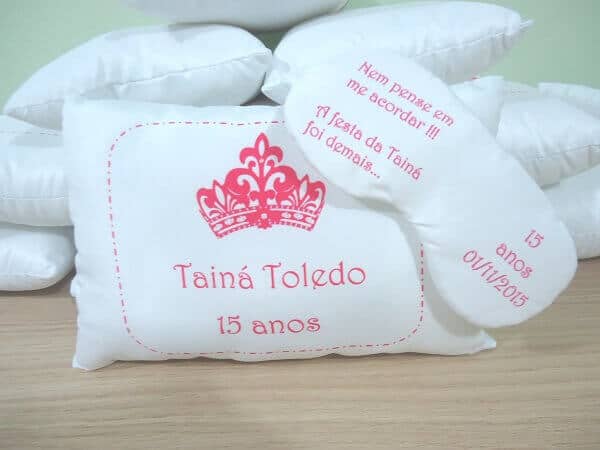 Tainá Toledo
15 anos
Nem pense em
me acordar !!!
A festa da Tainá
foi demais...
15
anos
01/11/2015